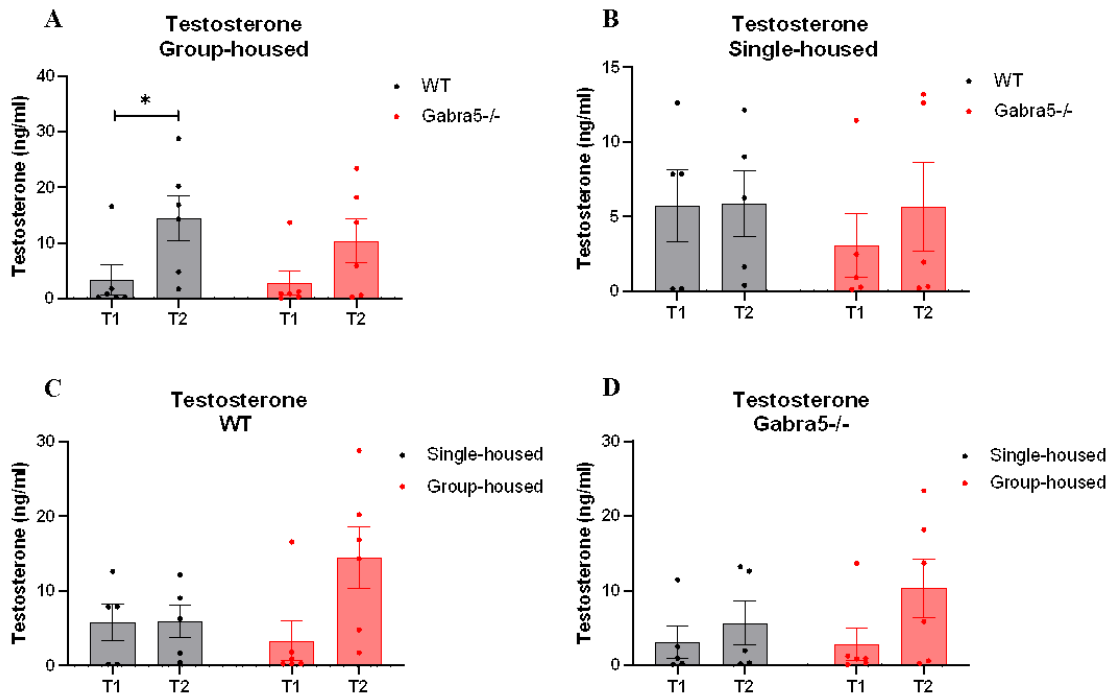 A
Testosterone
Group-housed
Testosterone (ng/ml)
40
30
20
10
0
*
WT
Gabra5-/-
T1
T2
T1
T2
B
Testosterone
Single-housed
Testosterone (ng/ml)
15
10
5
0
WT
Gabra5-/-
T1
T2
T1
T2
C
Testosterone
WT
Testosterone (ng/ml)
30
20
10
0
Single-housed
Group-housed
T1
T2
T1
T2
D
Testosterone
Gabra5-/-
Testosterone (ng/ml)
30
20
10
0
Single-housed
Group-housed
T1
T2
T1
T2